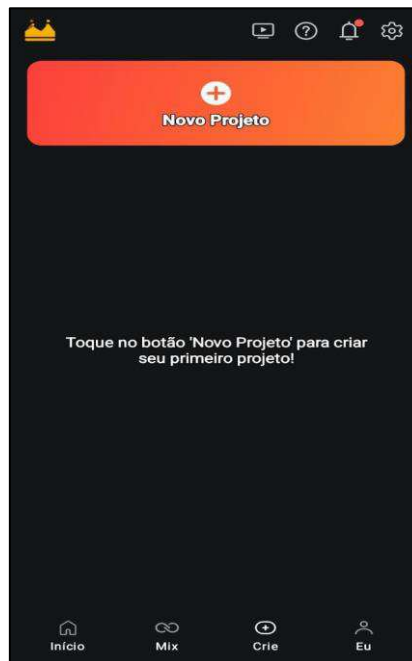 Novo Projeto
Toque no botão 'Novo Projeto' para criar
seu primeiro projeto!
Início
Mix
Crie
Eu